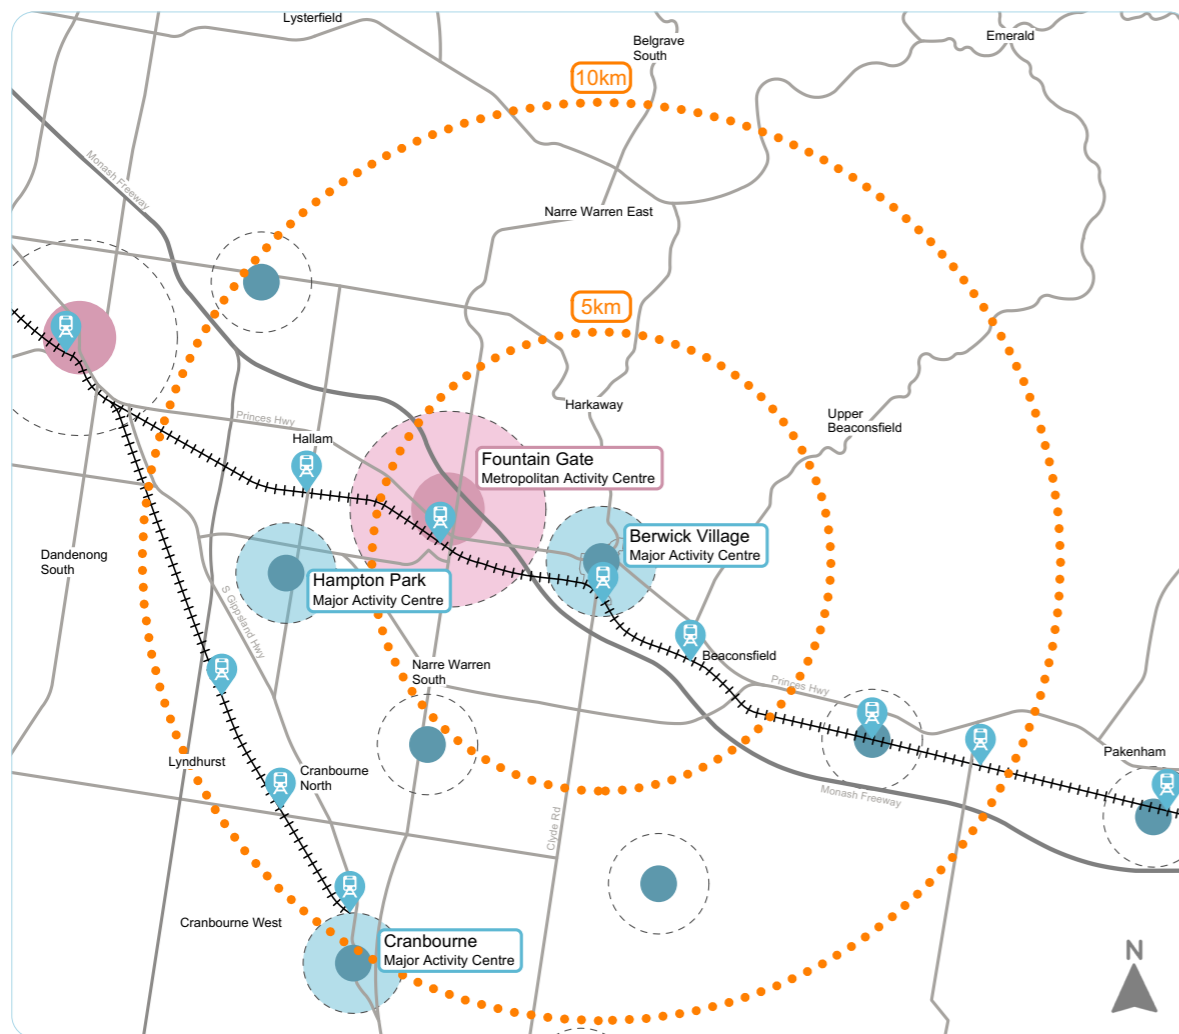 Lysterfield
Emerald
Belgrave
South
10km
Monash Freeway
Narre Warren East
5km
Harkaway
Princes Hwy
Upper
Beaconsfield
Hallam
Fountain Gate
Metropolitan Activity Centre
Berwick Village
Major Activity Centre
Dandenong
South
Hampton Park
Major Activity Centre
S Gippsland Hwy
Narre Warren
South
Beaconsfield
Princes Hwy
Lyndhurst
Cranbourne
North
Pakenham
Monash Freeway
Clyde Rd
Cranbourne West
Cranbourne
Major Activity Centre
N